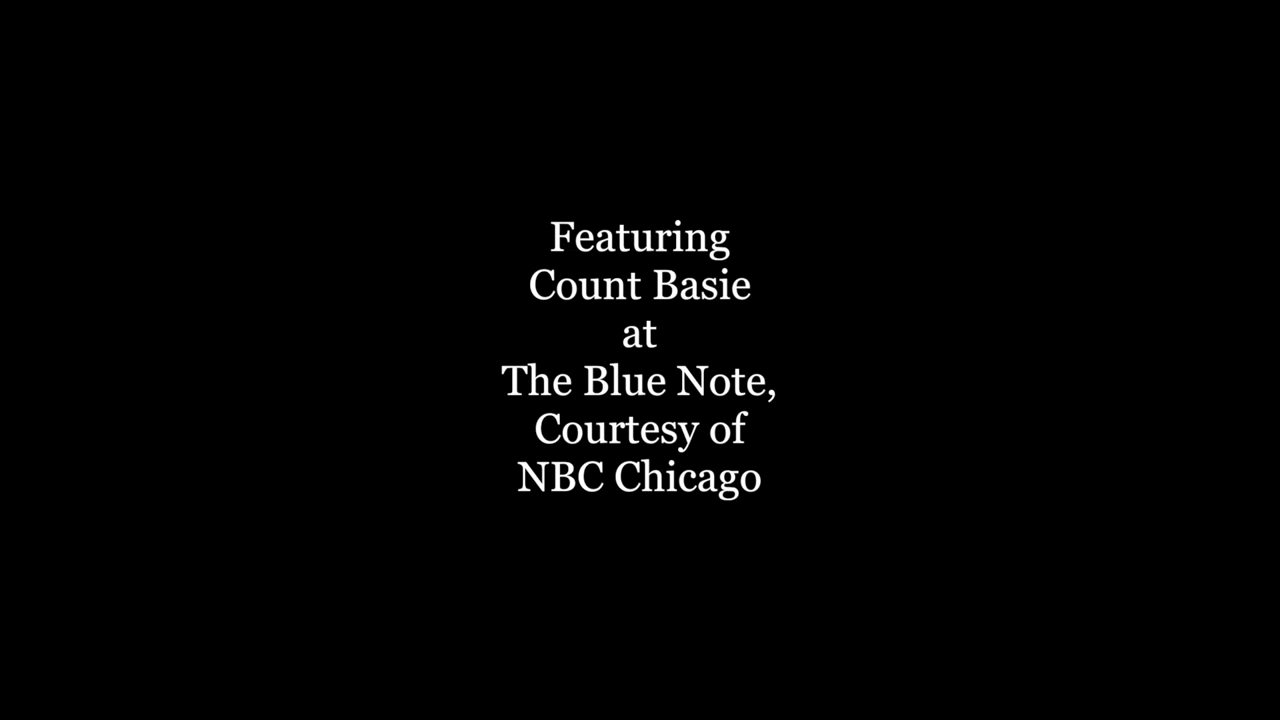 Featuring
Count Basie
at
The Blue Note,
Courtesy of
NBC Chicago